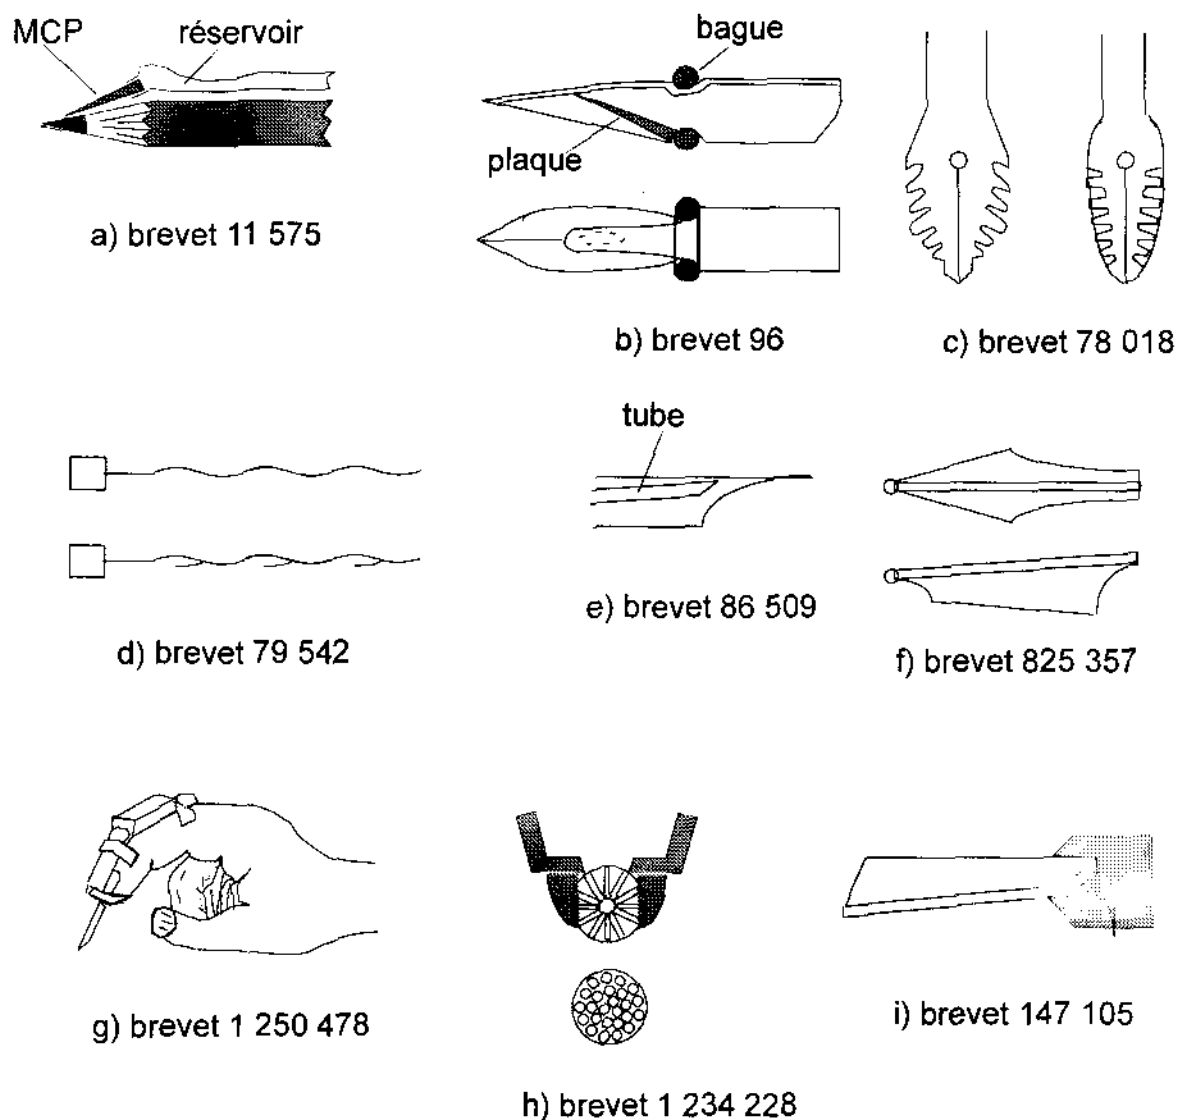 MCP
réservoir
bague
plaque
a) brevet 11 575
b) brevet 96
c) brevet 78 018
tube
d) brevet 79 542
e) brevet 86 509
f) brevet 825 357
g) brevet 1 250 478
h) brevet 1 234 228
i) brevet 147 105